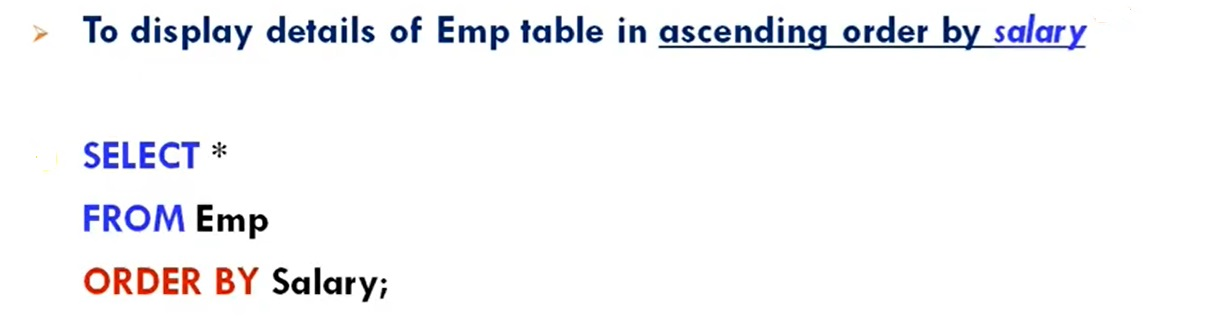 ➢ To display details of Emp table in ascending order by salary
SELECT *
FROM Emp
ORDER BY Salary;